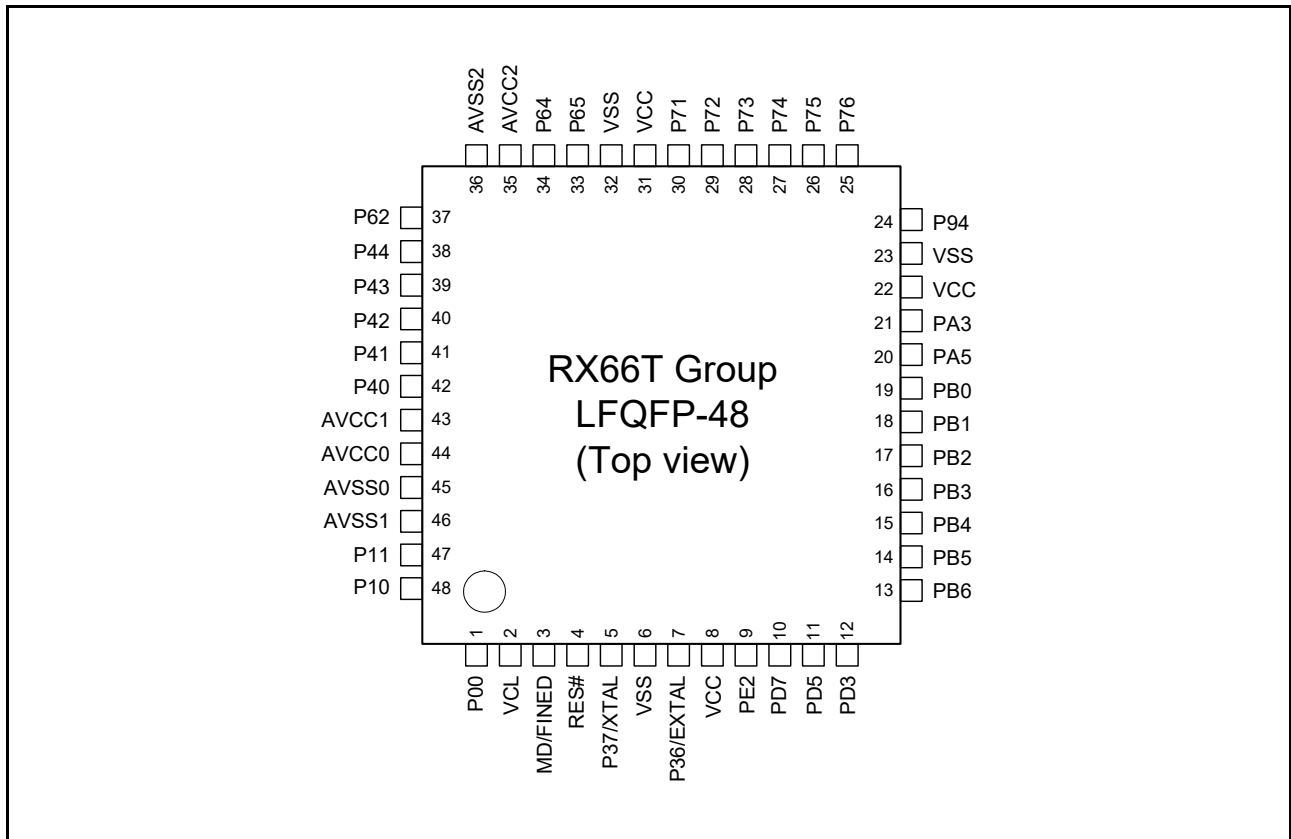 AVSS2
AVCC2
P64
P65
VSS
VCC
P71
P72
P73
P74
P75
P76
36
35
34
33
32
31
30
29
28
27
26
25
P62 37
P44 38
P43 39
P42 40
P41 41
P40 42
AVCC1 43
AVCC0 44
AVSS0 45
AVSS1 46
P11 47
P10 48
RX66T Group
LFQFP-48
(Top view)
24 P94
23 VSS
22 VCC
21 PA3
20 PA5
19 PB0
18 PB1
17 PB2
16 PB3
15 PB4
14 PB5
13 PB6
1
2
3
4
5
6
7
8
9
10
11
12
P00
VCL
MD/FINED
RES#
P37/XTAL
VSS
P36/EXTAL
VCC
PE2
PD7
PD5
PD3